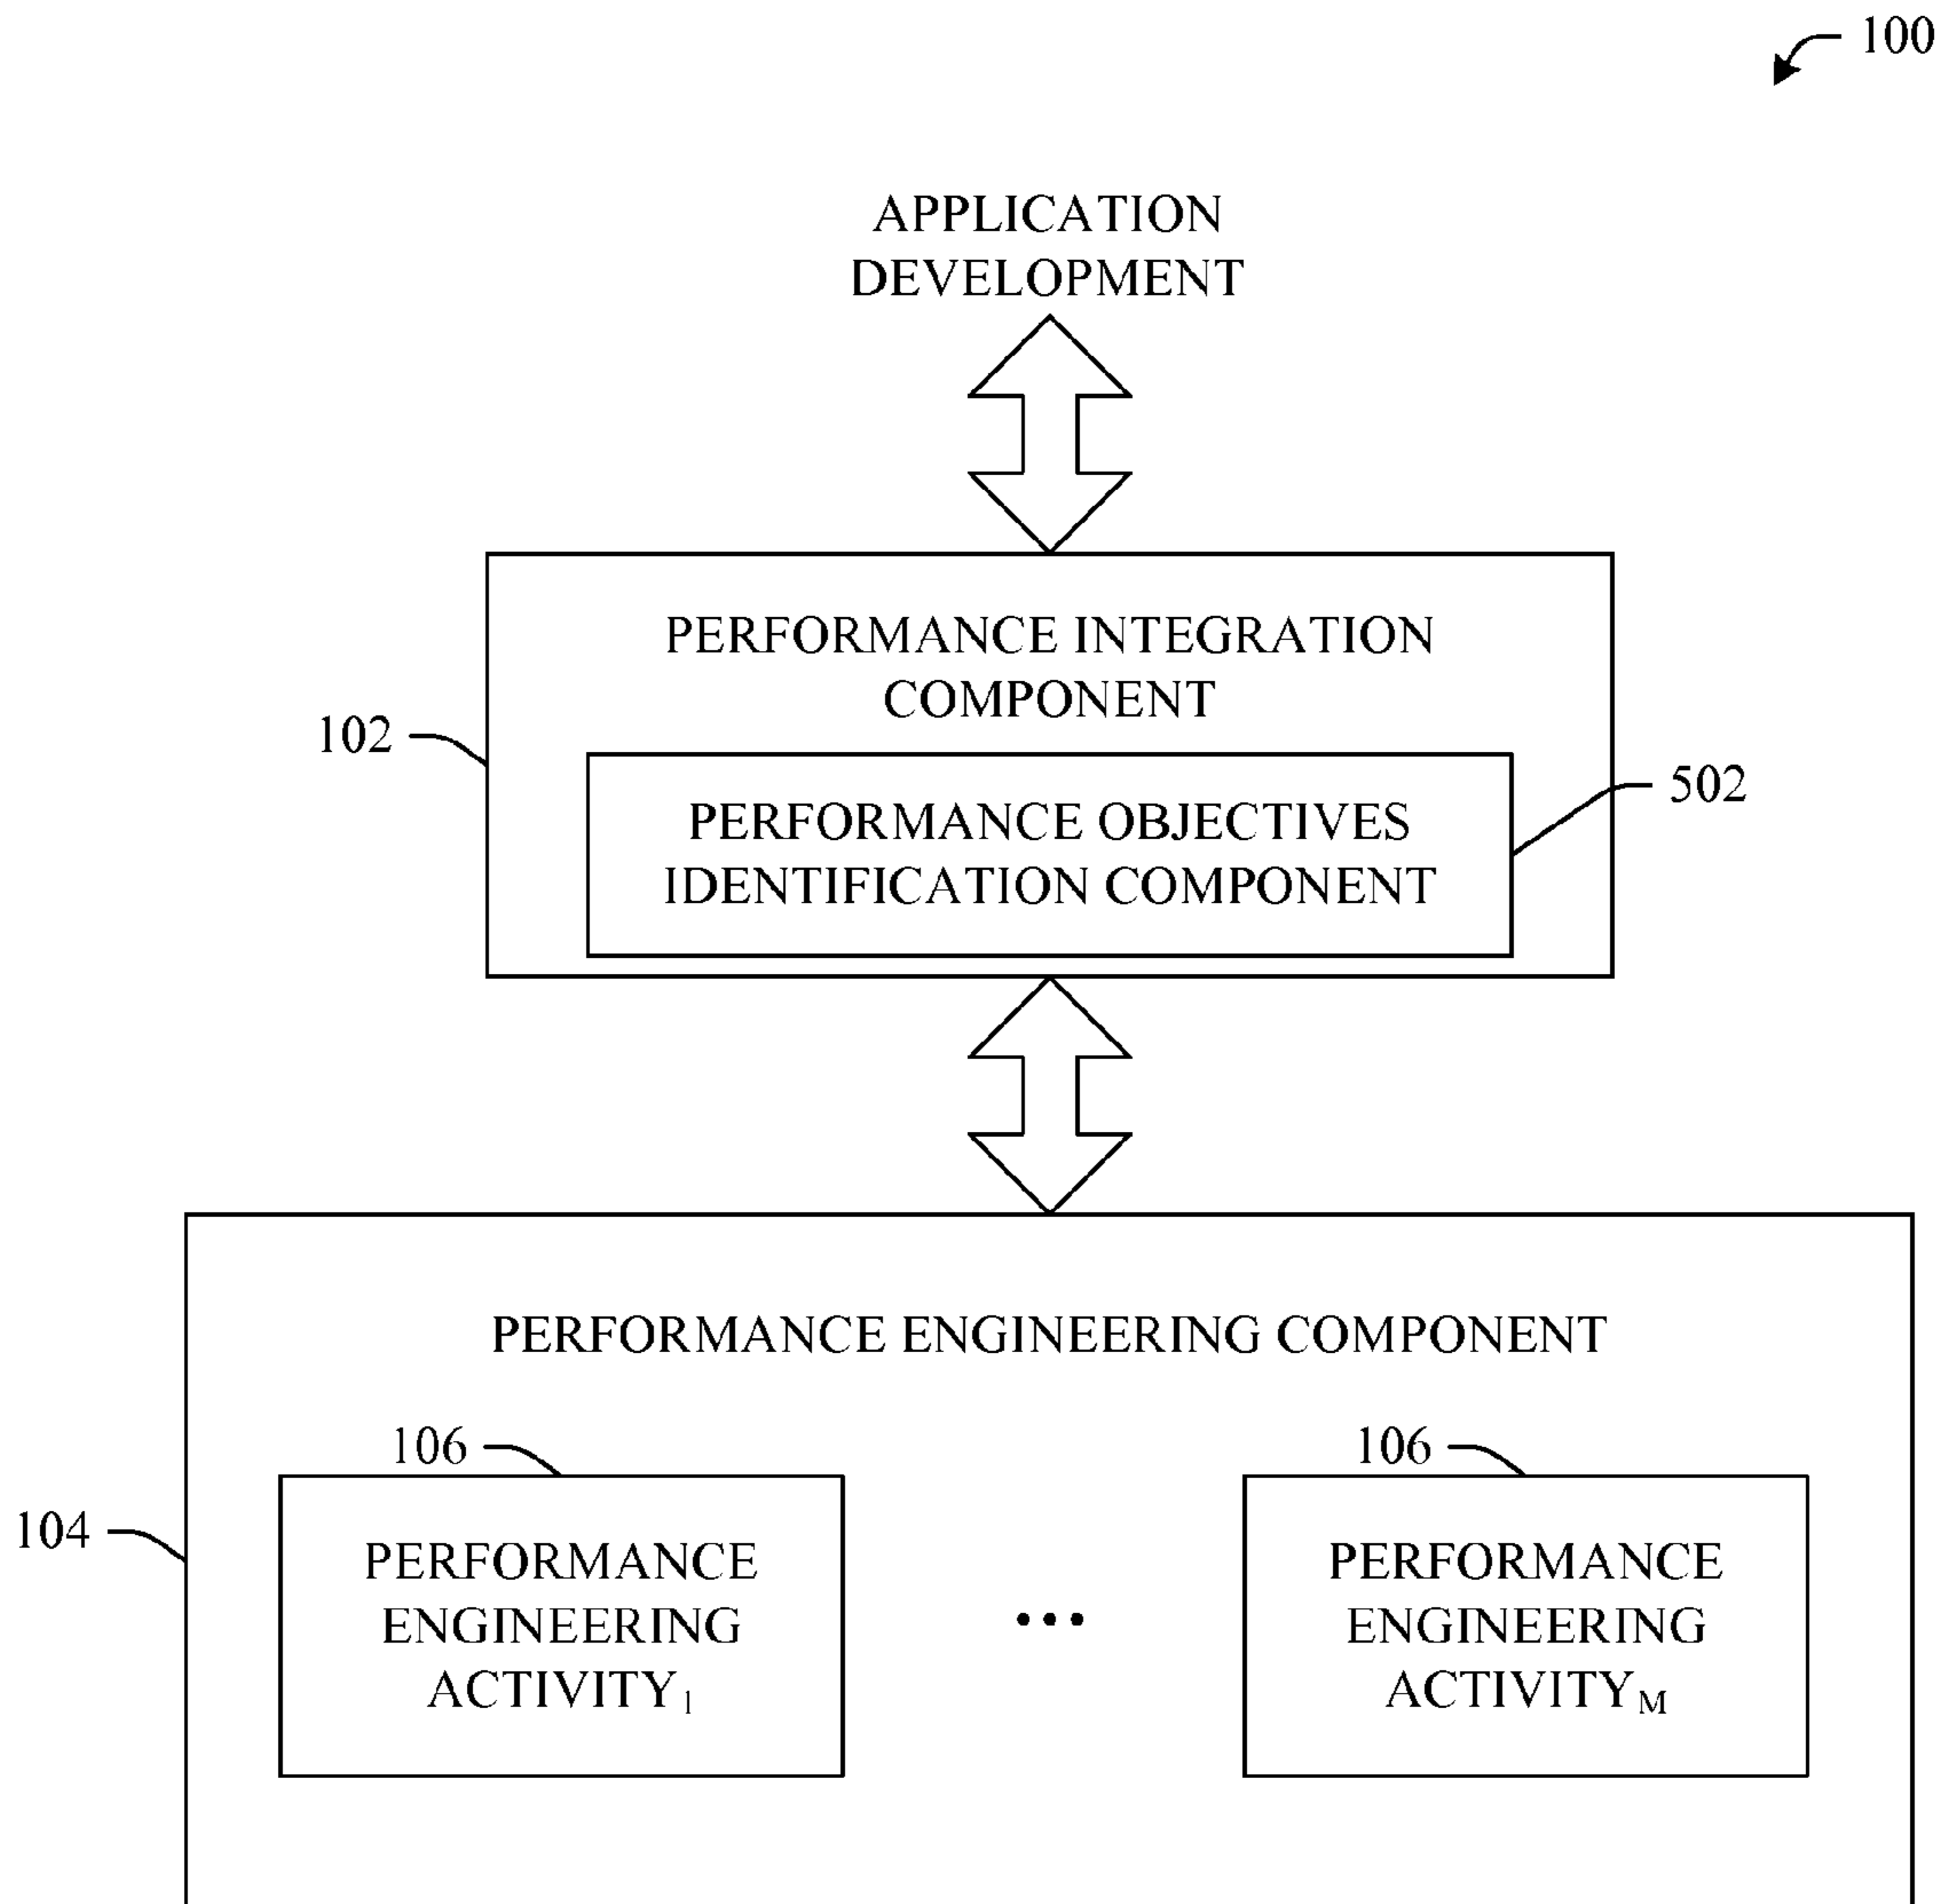 100
APPLICATION
DEVELOPMENT
PERFORMANCE INTEGRATION
COMPONENT
102
PERFORMANCE OBJECTIVES
IDENTIFICATION COMPONENT
502
PERFORMANCE ENGINEERING COMPONENT
106
106
104
PERFORMANCE
ENGINEERING
ACTIVITY₁
PERFORMANCE
ENGINEERING
ACTIVITY_M